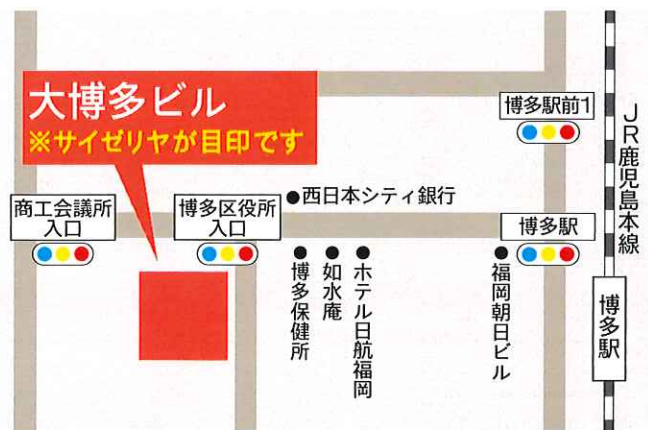 大博多ビル
※サイゼリヤが目印です
博多駅前1
JR鹿児島本線
商工会議所
入口
博多区役所
入口
●西日本シティ銀行
博多駅
●博多保健所
●如水庵
●ホテル日航福岡
●福岡朝日ビル
博多駅